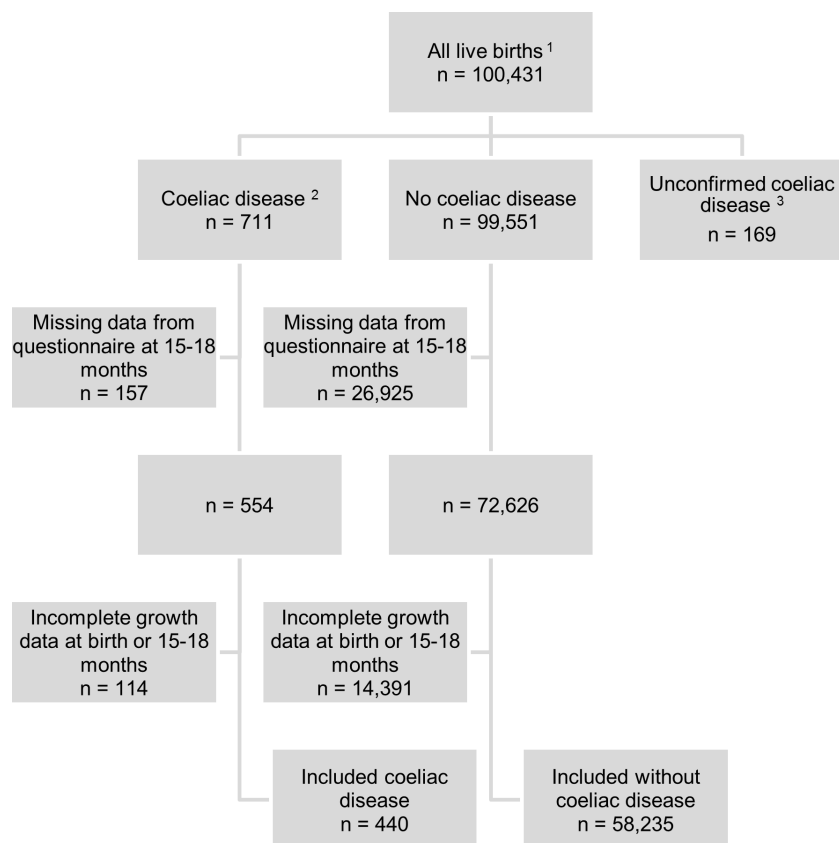 All live births 1
n = 100,431
Coeliac disease 2
n = 711
No coeliac disease
n = 99,551
Unconfirmed coeliac
disease 3
n = 169
Missing data from
questionnaire at 15-18
months
n = 157
Missing data from
questionnaire at 15-18
months
n = 26,925
n = 554
n = 72,626
Incomplete growth
data at birth or 15-18
months
n = 114
Incomplete growth
data at birth or 15-18
months
n = 14,391
Included coeliac
disease
n = 440
Included without
coeliac disease
n = 58,235